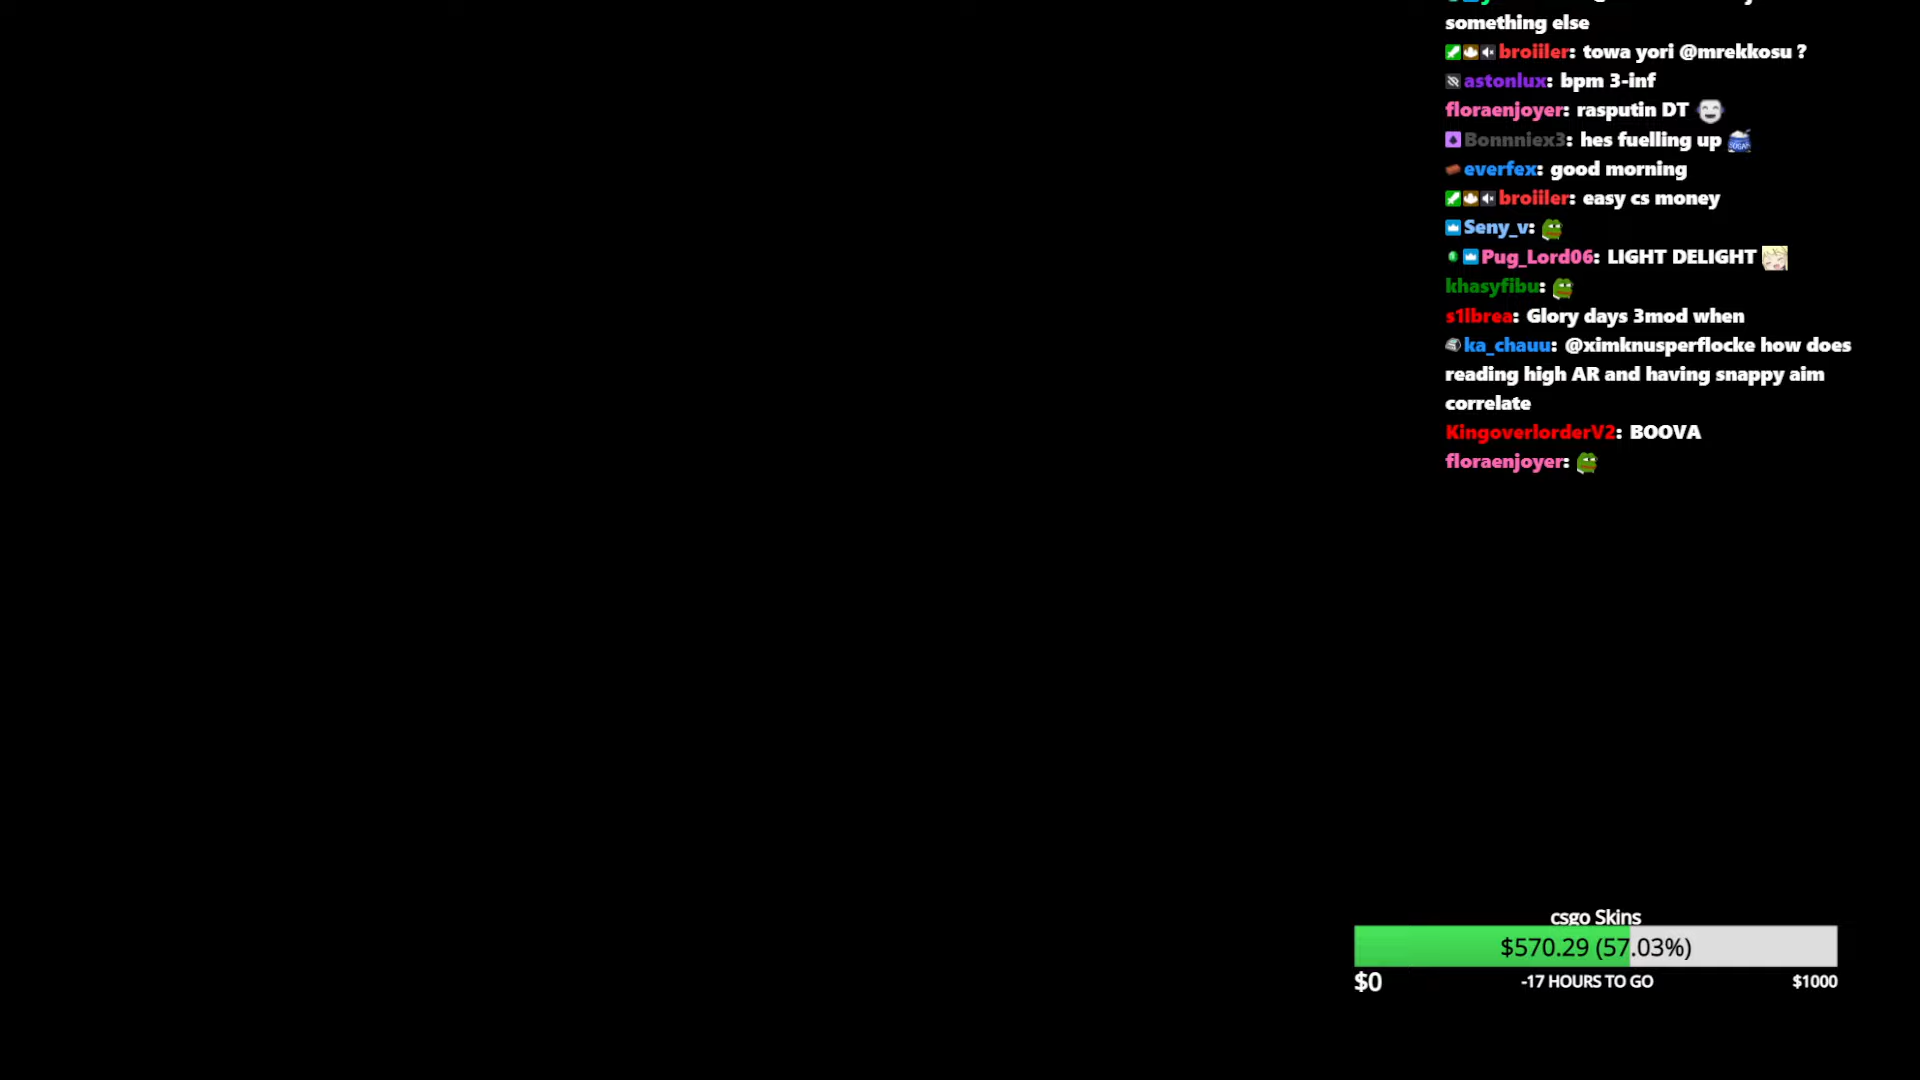 something else
broiiler: towa yori @mrekkosu ?
astonlux: bpm 3-inf
floraenjoyer: rasputin DT
Bonnniex3: hes fuelling up
everfex: good morning
broiiler: easy cs money
Seny_v:
Pug_Lord06: LIGHT DELIGHT
khasyfibu:
s1lbrea: Glory days 3mod when
ka_chauu: @ximknusperflocke how does
reading high AR and having snappy aim
correlate
KingoverlorderV2: BOOVA
floraenjoyer:
csgo Skins
$570.29 (57.03%)
$0 -17 HOURS TO GO $1000